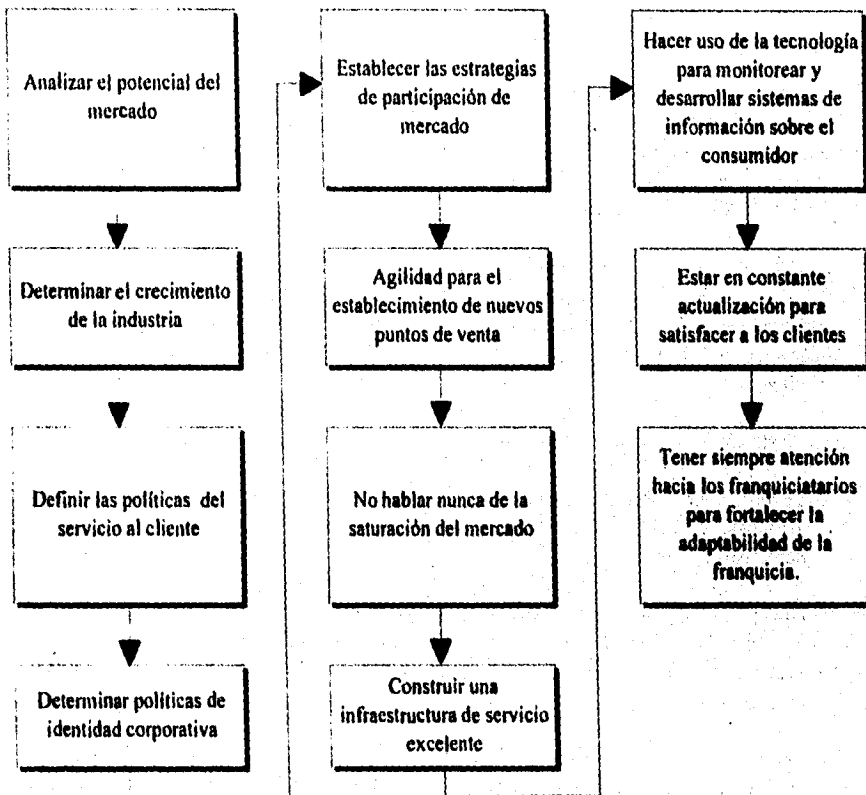 Analizar el potencial del
mercado
Determinar el crecimiento
de la industria
Definir las políticas del
servicio al cliente
Determinar políticas de
identidad corporativa
Establecer las estrategias
de participación de
mercado
Agilidad para el
establecimiento de nuevos
puntos de venta
No hablar nunca de la
saturación del mercado
Construir una
infraestructura de servicio
excelente
Hacer uso de la tecnología
para monitorear y
desarrollar sistemas de
información sobre el
consumidor
Estar en constante
actualización para
satisfacer a los clientes
Tener siempre atención
hacia los franquiciatarios
para fortalecer la
adaptabilidad de la
franquicia.